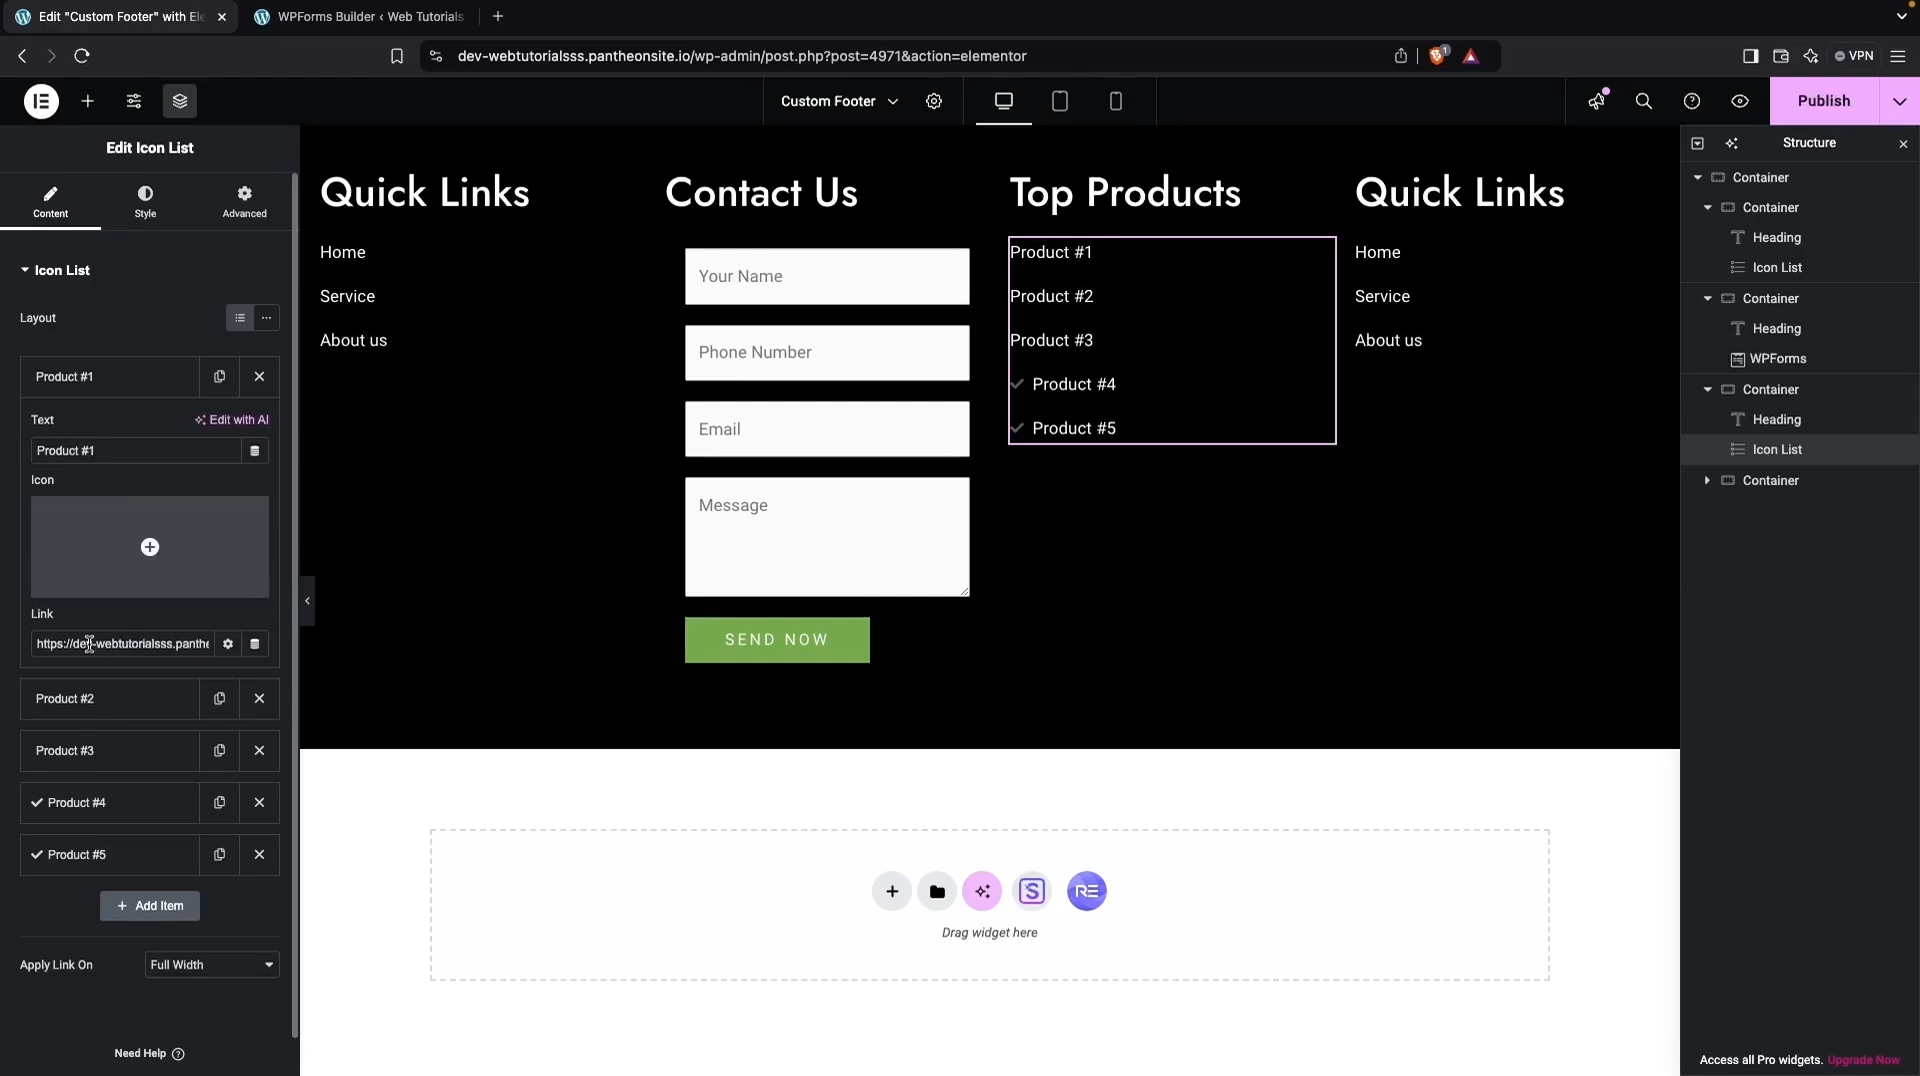 Edit "Custom Footer" with Ele
WPForms Builder ‹ Web Tutorials
dev-webtutorialsss.pantheonsite.io/wp-admin/post.php?post=4971&action=elementor
1
VPN
Custom Footer
Publish
Edit Icon List
Content
Style
Advanced
Icon List
Layout
Product #1
Text
Edit with AI
Product #1
Icon
Link
https://dev-webtutorialsss.panthe
Product #2
Product #3
Product #4
Product #5
+ Add Item
Apply Link On
Full Width
Need Help
Quick Links
Home
Service
About us
Contact Us
Your Name
Phone Number
Email
Message
SEND NOW
Top Products
Product #1
Product #2
Product #3
Product #4
Product #5
Quick Links
Home
Service
About us
S
RE
Drag widget here
Structure
Container
Container
Heading
Icon List
Container
Heading
WPForms
Container
Heading
Icon List
Container
Access all Pro widgets. Upgrade Now